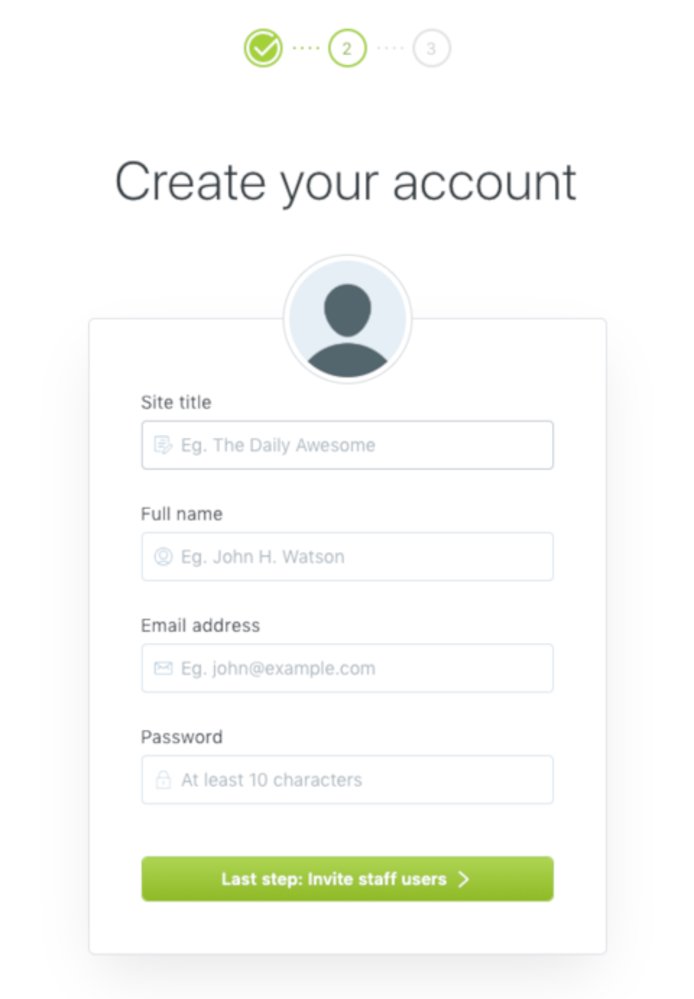 2 3
Create your account
Site title
Eg. The Daily Awesome
Full name
Eg. John H. Watson
Email address
Eg. john@example.com
Password
At least 10 characters
Last step: Invite staff users